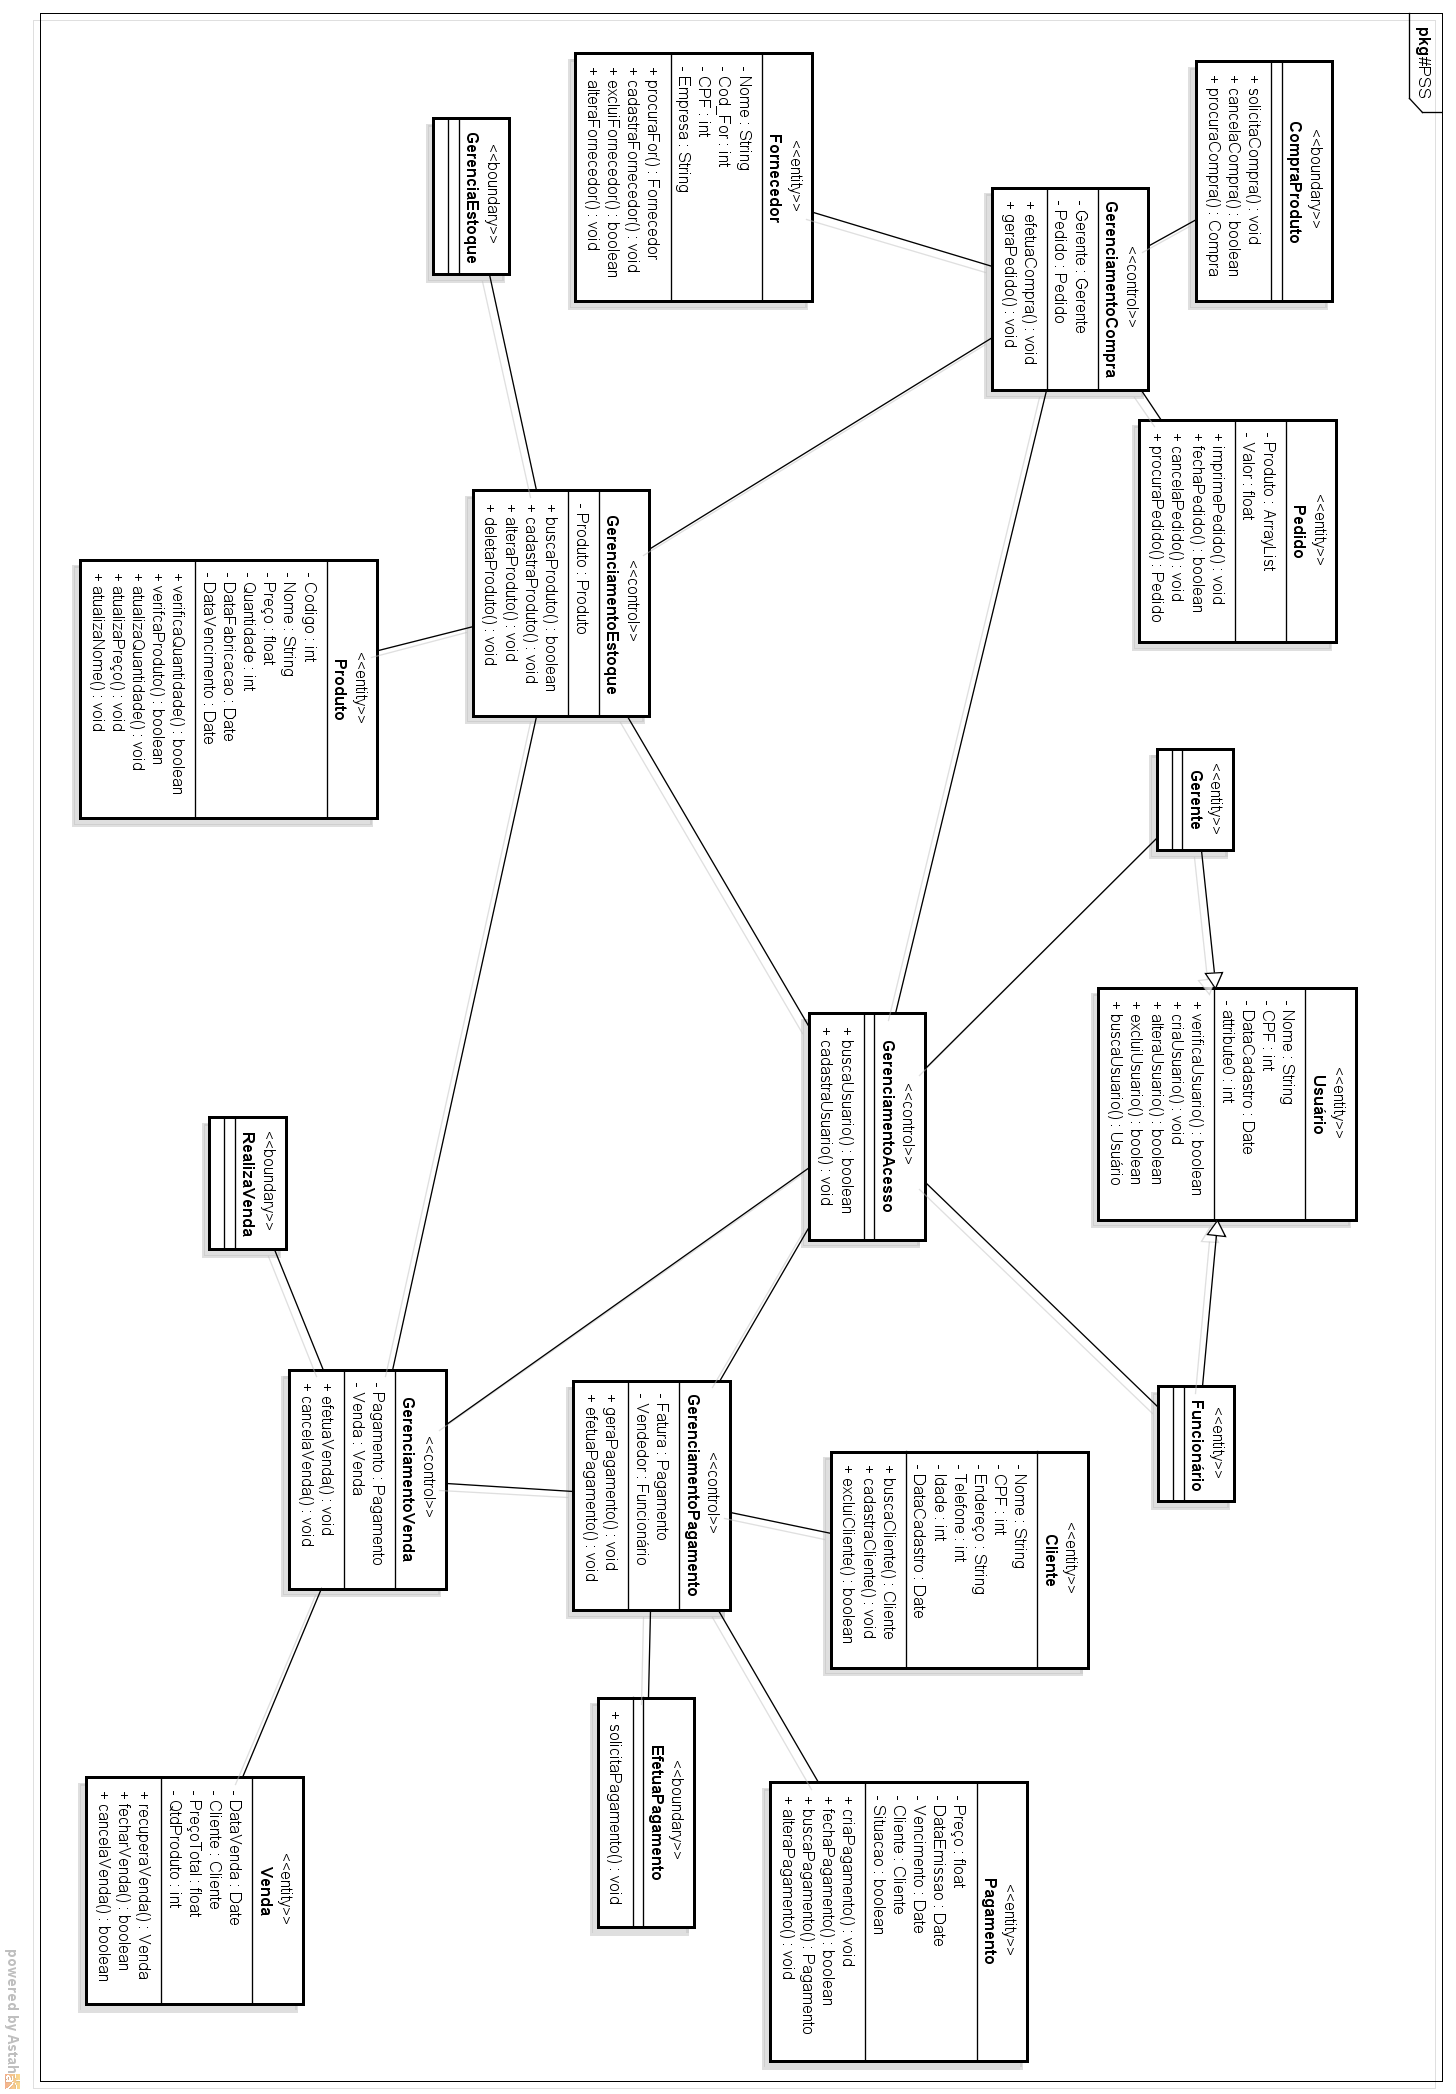 pkg#PSS
<<boundary>>
CompraProduto
+ solicitaCompra() : void
+ cancelaCompra() : boolean
+ procuraCompra() : Compra
<<entity>>
Pedido
- Produto : ArrayList
- Valor : float
+ imprimePedido() : void
+ fechaPedido() : boolean
+ cancelaPedido() : void
+ procuraPedido() : Pedido
<<entity>>
Gerente
<<entity>>
Usuário
- Nome : String
- CPF : int
- DataCadastro : Date
- attribute0 : int
+ verificaUsuario() : boolean
+ criaUsuario() : void
+ alteraUsuario() : boolean
+ excluiUsuario() : boolean
+ buscaUsuario() : Usuário
<<entity>>
Funcionário
<<control>>
GerenciamentoCompra
- Gerente : Gerente
- Pedido : Pedido
+ efetuaCompra() : void
+ geraPedido() : void
<<entity>>
Fornecedor
- Nome : String
- Cod_For : int
- CPF : int
- Empresa : String
+ procuraFor() : Fornecedor
+ cadastraFornecedor() : void
+ excluiFornecedor() : boolean
+ alteraFornecedor() : void
<<control>>
GerenciamentoAcesso
+ buscaUsuario() : boolean
+ cadastraUsuario() : void
<<entity>>
Cliente
- Nome : String
- CPF : int
- Endereço : String
- Telefone : int
- Idade : int
- DataCadastro : Date
+ buscaCliente() : Cliente
+ cadastraCliente() : void
+ excluiCliente() : boolean
<<entity>>
Pagamento
- Preço : float
- DataEmissao : Date
- Vencimento : Date
- Cliente : Cliente
- Situacao : boolean
+ criaPagamento() : void
+ fechaPagamento() : boolean
+ buscaPagamento() : Pagamento
+ alteraPagamento() : void
<<boundary>>
GerenciaEstoque
<<control>>
GerenciamentoEstoque
- Produto : Produto
+ buscaProduto() : boolean
+ cadastraProduto() : void
+ alteraProduto() : void
+ deletaProduto() : void
<<control>>
GerenciamentoPagamento
- Fatura : Pagamento
- Vendedor : Funcionário
+ geraPagamento() : void
+ efetuaPagamento() : void
<<boundary>>
EfetuaPagamento
+ solicitaPagamento() : void
<<entity>>
Produto
- Codigo : int
- Nome : String
- Preço : float
- Quantidade : int
- DataFabricacao : Date
- DataVencimento : Date
+ verificaQuantidade() : boolean
+ verifcaProduto() : boolean
+ atualizaQuantidade() : void
+ atualizaPreço() : void
+ atualizaNome() : void
<<boundary>>
RealizaVenda
<<control>>
GerenciamentoVenda
- Pagamento : Pagamento
- Venda : Venda
+ efetuaVenda() : void
+ cancelaVenda() : void
<<entity>>
Venda
- DataVenda : Date
- Cliente : Cliente
- PreçoTotal : float
- QtdProduto : int
+ recuperaVenda() : Venda
+ fecharVenda() : boolean
+ cancelaVenda() : boolean
powered by Astah